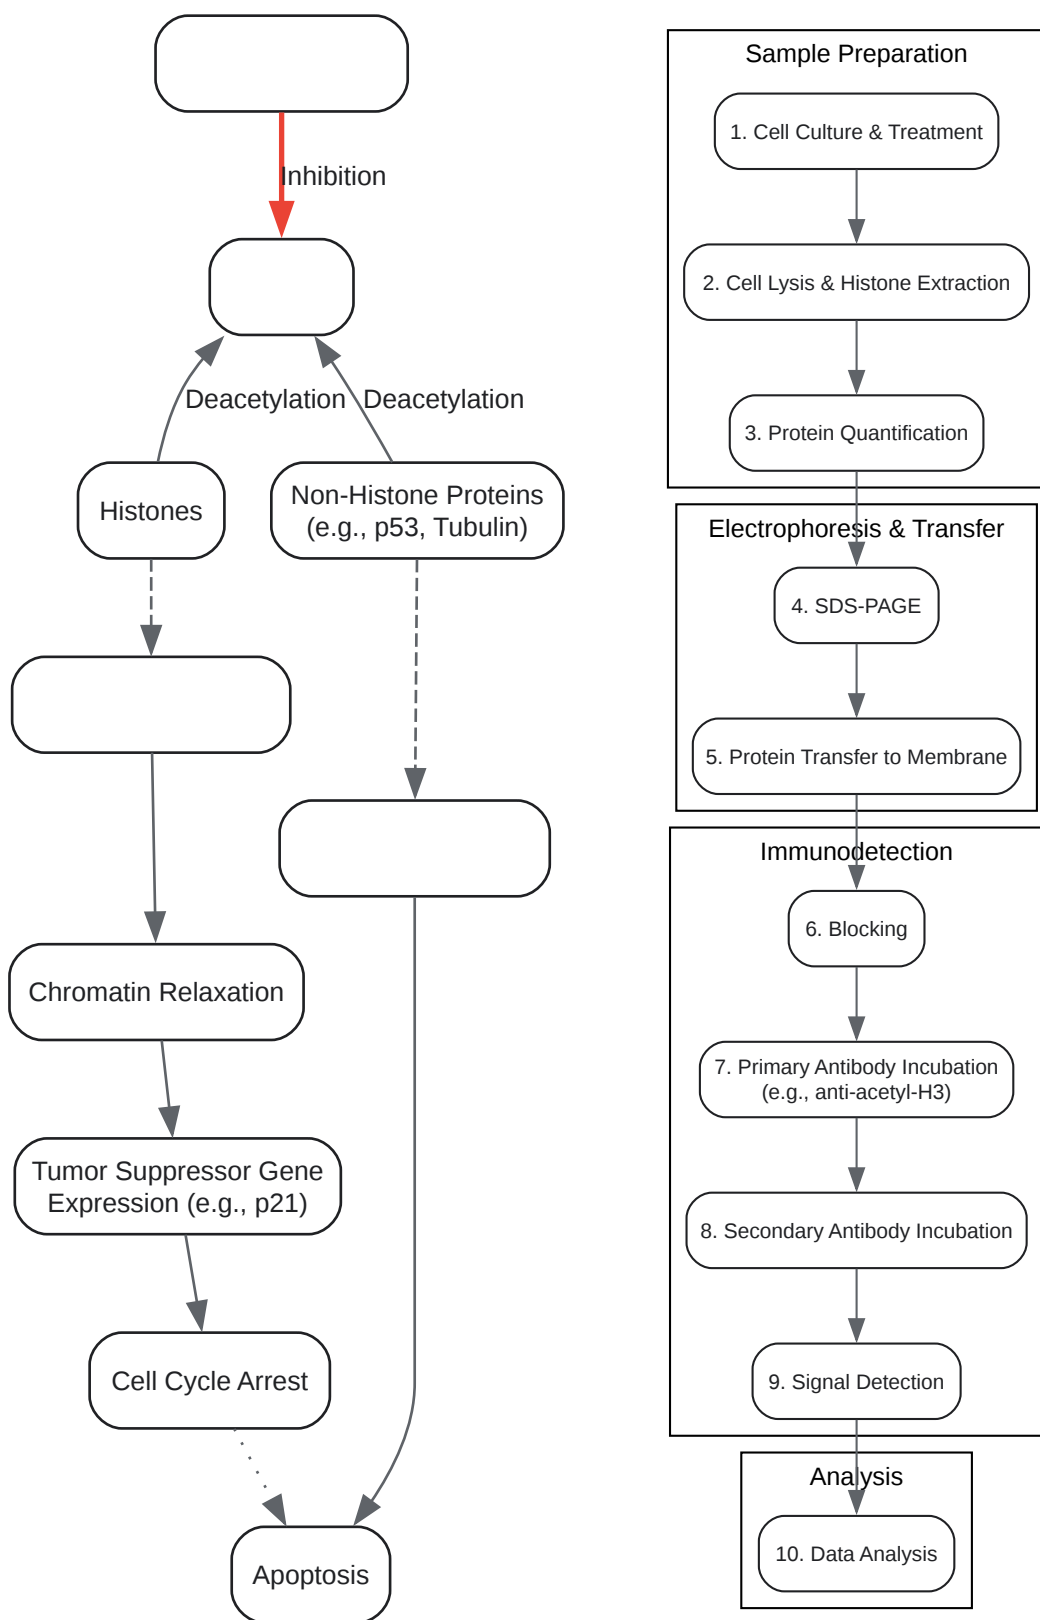 Inhibition
Deacetylation
Deacetylation
Histones
Non-Histone Proteins
(e.g., p53, Tubulin)
Chromatin Relaxation
Tumor Suppressor Gene
Expression (e.g., p21)
Cell Cycle Arrest
Apoptosis
Sample Preparation
1. Cell Culture & Treatment
2. Cell Lysis & Histone Extraction
3. Protein Quantification
Electrophoresis & Transfer
4. SDS-PAGE
5. Protein Transfer to Membrane
Immunodetection
6. Blocking
7. Primary Antibody Incubation
(e.g., anti-acetyl-H3)
8. Secondary Antibody Incubation
9. Signal Detection
Analysis
10. Data Analysis